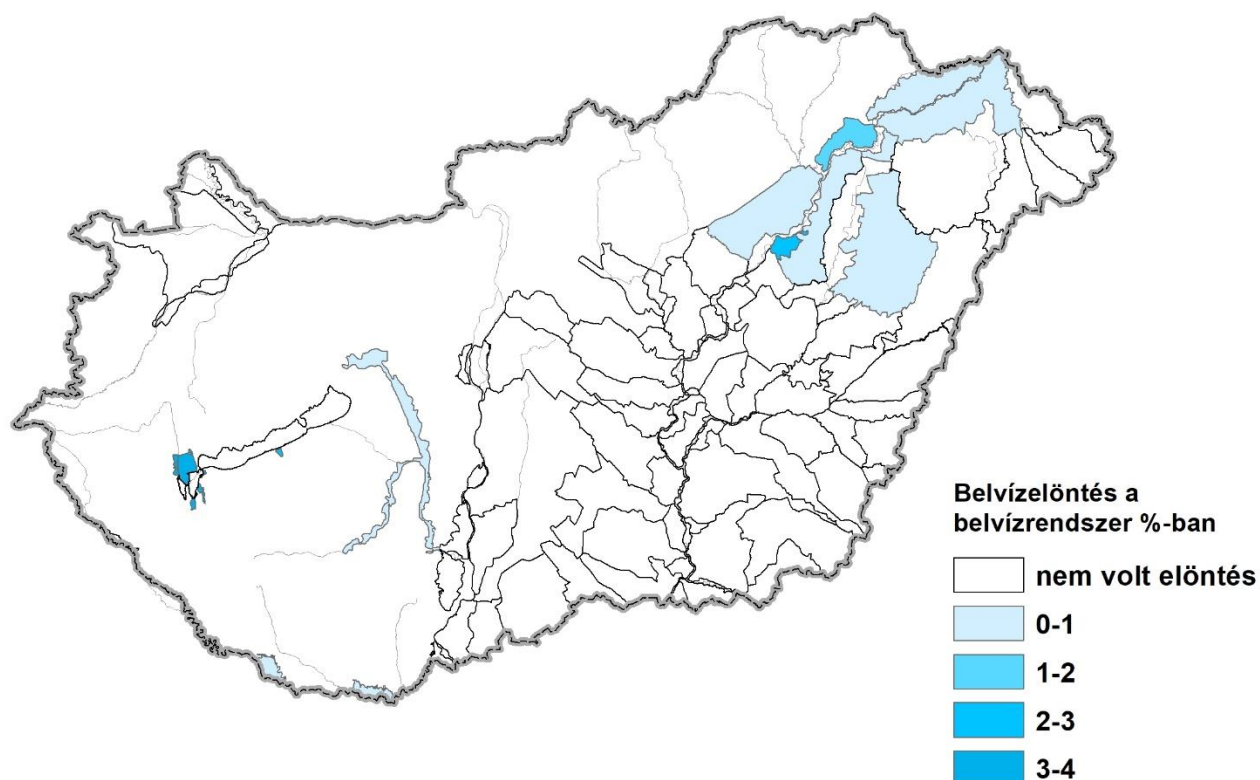 Belvízelöntés a
belvízrendszer %-ban
nem volt elöntés
0-1
1-2
2-3
3-4